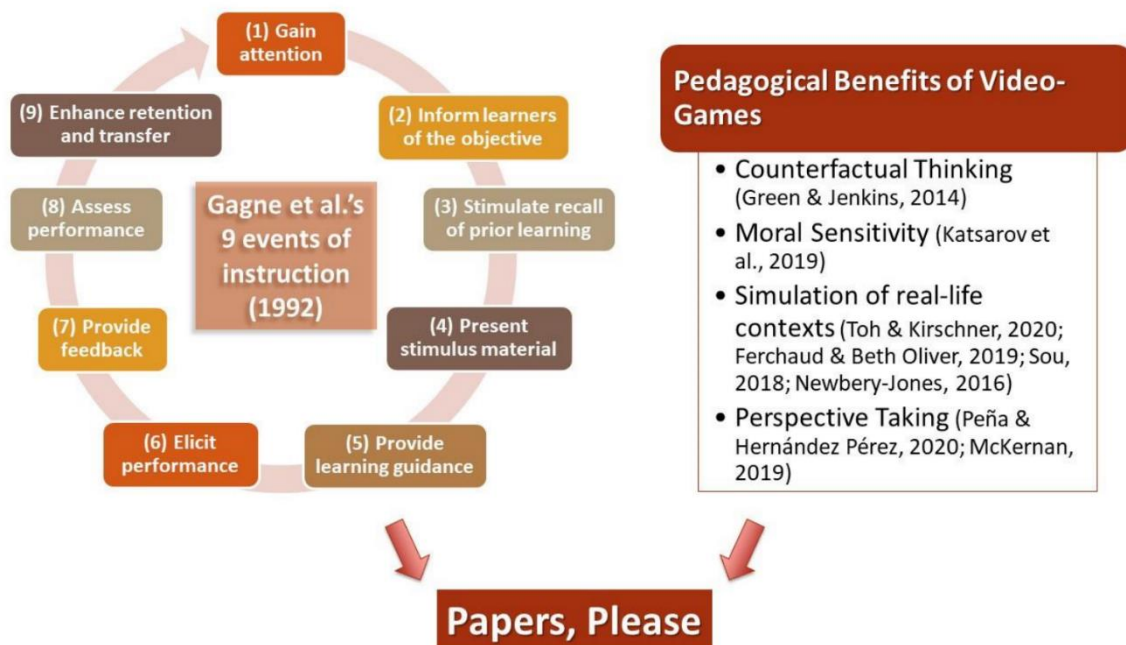 (1) Gain
attention
(2) Inform learners
of the objective
(3) Stimulate recall
of prior learning
(4) Present
stimulus material
(5) Provide
learning guidance
(6) Elicit
performance
(7) Provide
feedback
(8) Assess
performance
(9) Enhance retention
and transfer
Gagne et al.'s
9 events of
instruction
(1992)
Pedagogical Benefits of Video-
Games
• Counterfactual Thinking
(Green & Jenkins, 2014)
• Moral Sensitivity (Katsarov et
al., 2019)
• Simulation of real-life
contexts (Toh & Kirschner, 2020;
Ferchaud & Beth Oliver, 2019; Sou,
2018; Newbery-Jones, 2016)
• Perspective Taking (Peña &
Hernández Pérez, 2020; McKernan,
2019)
Papers, Please